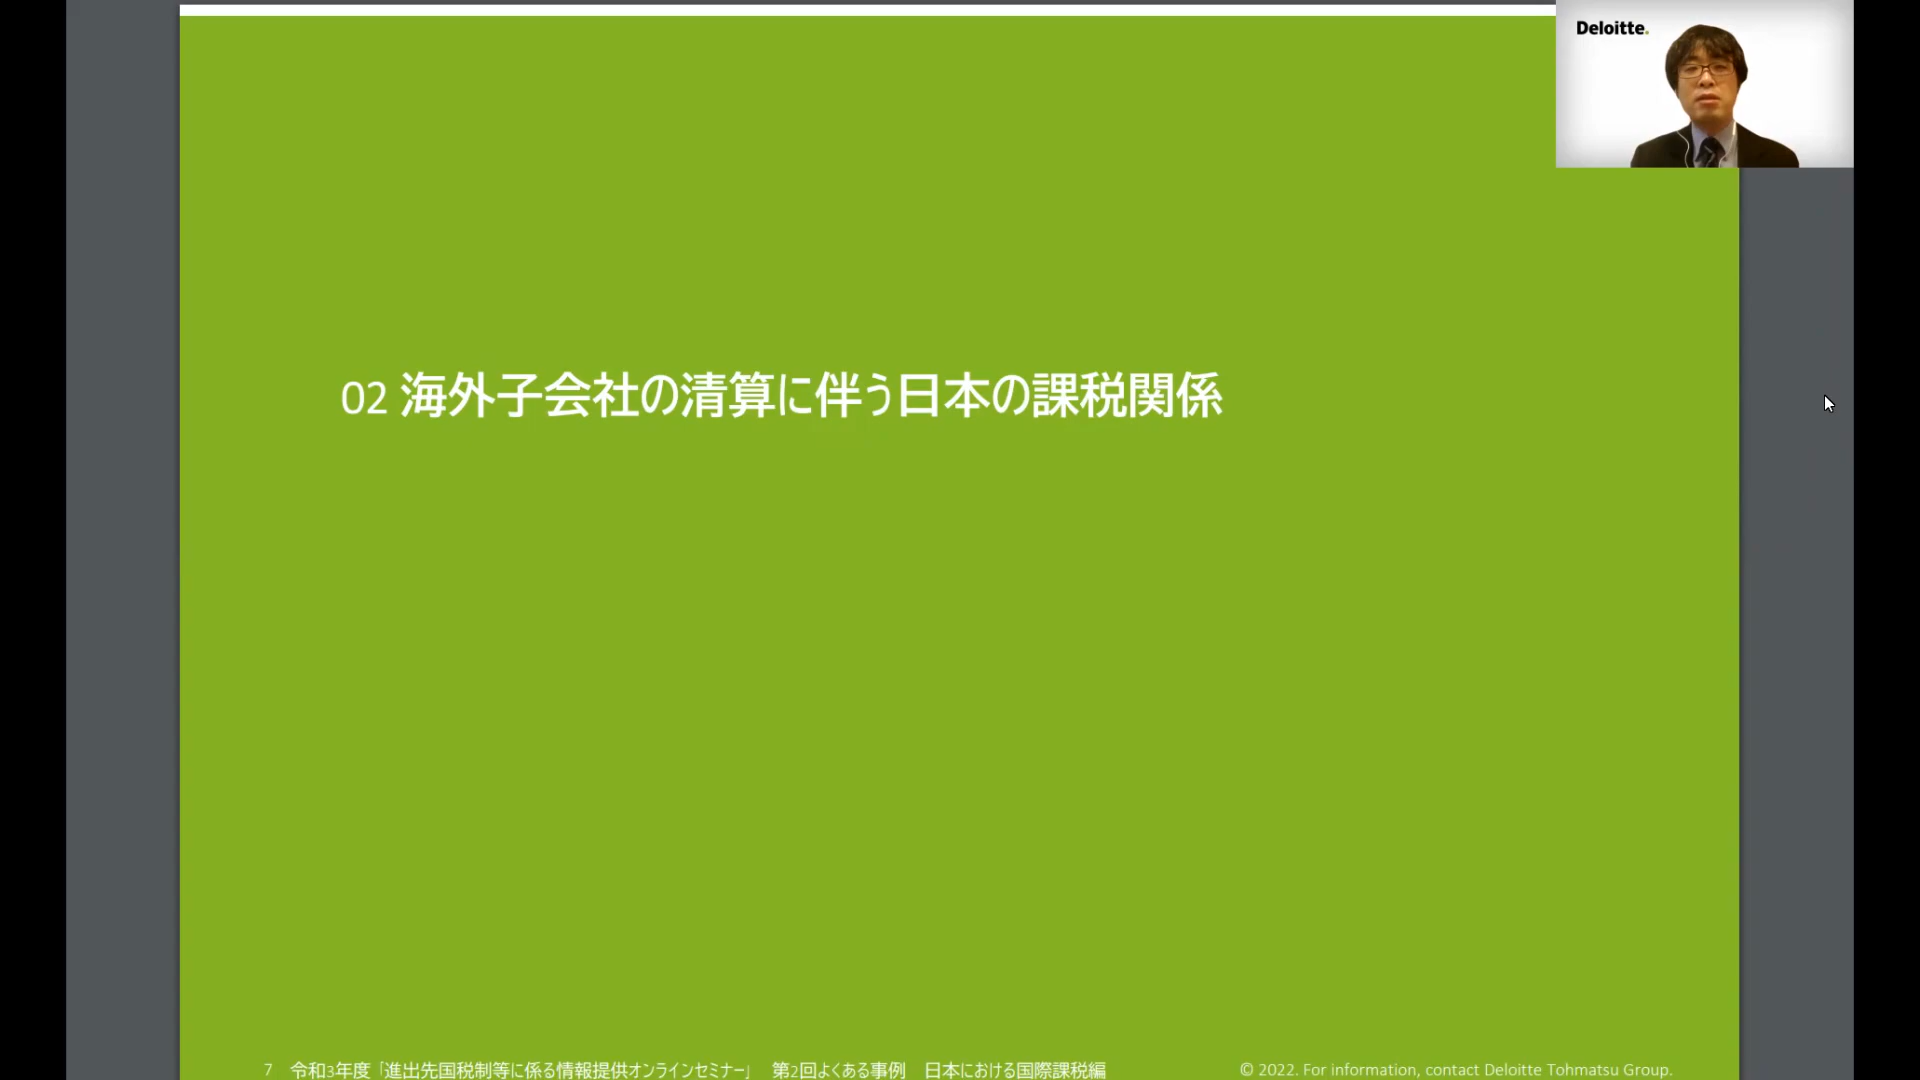 Deloitte.
02 海外子会社の清算に伴う日本の課税関係
7 令和3年度「進出先国税制等に係る情報提供オンラインセミナー」 第2回よくある事例 日本における国際課税編
© 2022. For information, contact Deloitte Tohmatsu Group.